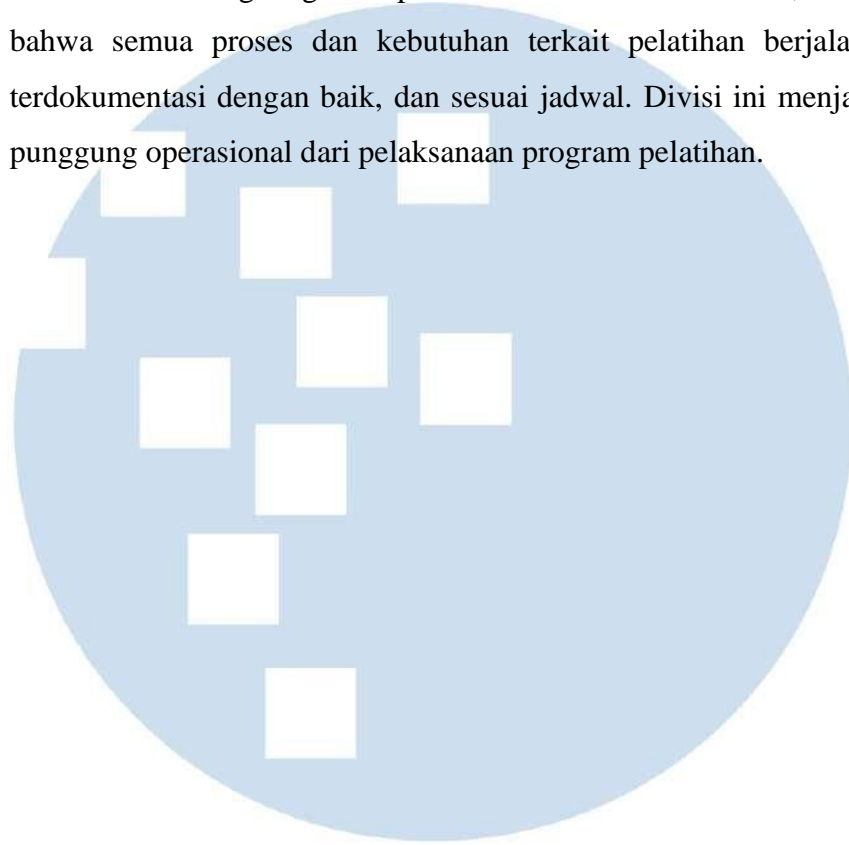 bahwa semua proses dan kebutuhan terkait pelatihan berjala
terdokumentasi dengan baik, dan sesuai jadwal. Divisi ini menja
punggung operasional dari pelaksanaan program pelatihan.